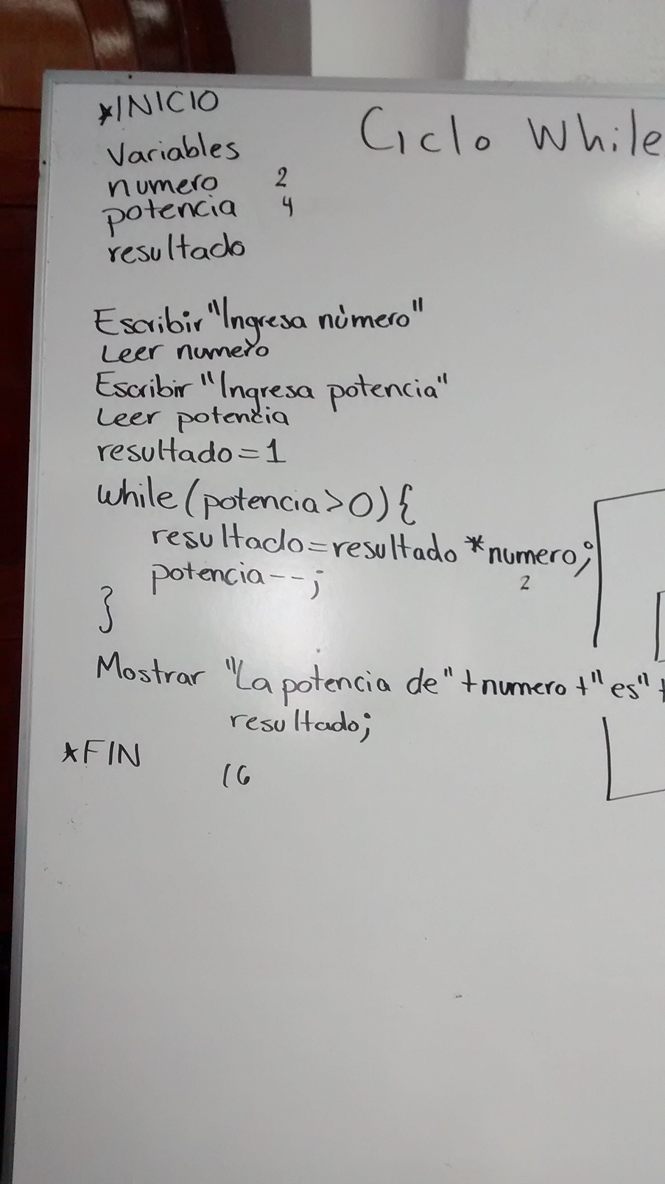 *INICIO
Ciclo While
Variables
numero 2
potencia 4
resultado
Escribir "Ingresa número"
Leer numero
Escribir "Ingresa potencia"
Leer potencia
resultado=1
while(potencia>0){
resultado=resultado*numero;
2
potencia--;
}
Mostrar "La potencia de"+numero+"es"+
resultado;
*FIN
16